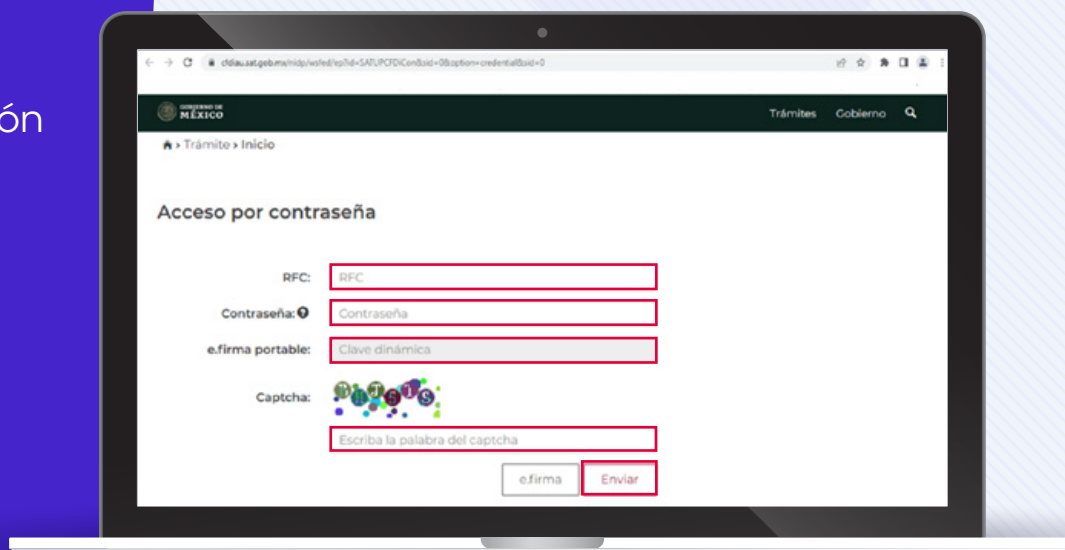 ón
GOBIERNO DE
MÉXICO
Trámites Gobierno
> Trámite > Inicio
Acceso por contraseña
RFC: RFC
Contraseña: Contraseña
e.firma portable: Clave dinámica
Captcha:
Escriba la palabra del captcha
e.firma Enviar